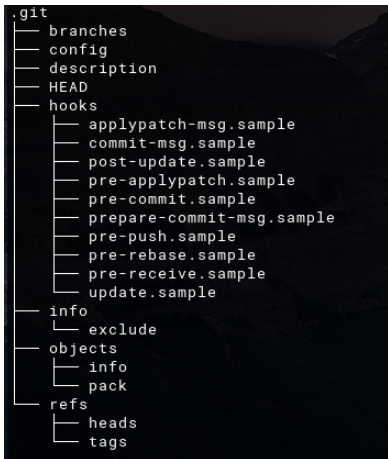 .git
├── branches
├── config
├── description
├── HEAD
├── hooks
│   ├── applypatch-msg.sample
│   ├── commit-msg.sample
│   ├── post-update.sample
│   ├── pre-applypatch.sample
│   ├── pre-commit.sample
│   ├── prepare-commit-msg.sample
│   ├── pre-push.sample
│   ├── pre-rebase.sample
│   ├── pre-receive.sample
│   └── update.sample
├── info
│   └── exclude
├── objects
│   ├── info
│   └── pack
└── refs
    ├── heads
    └── tags